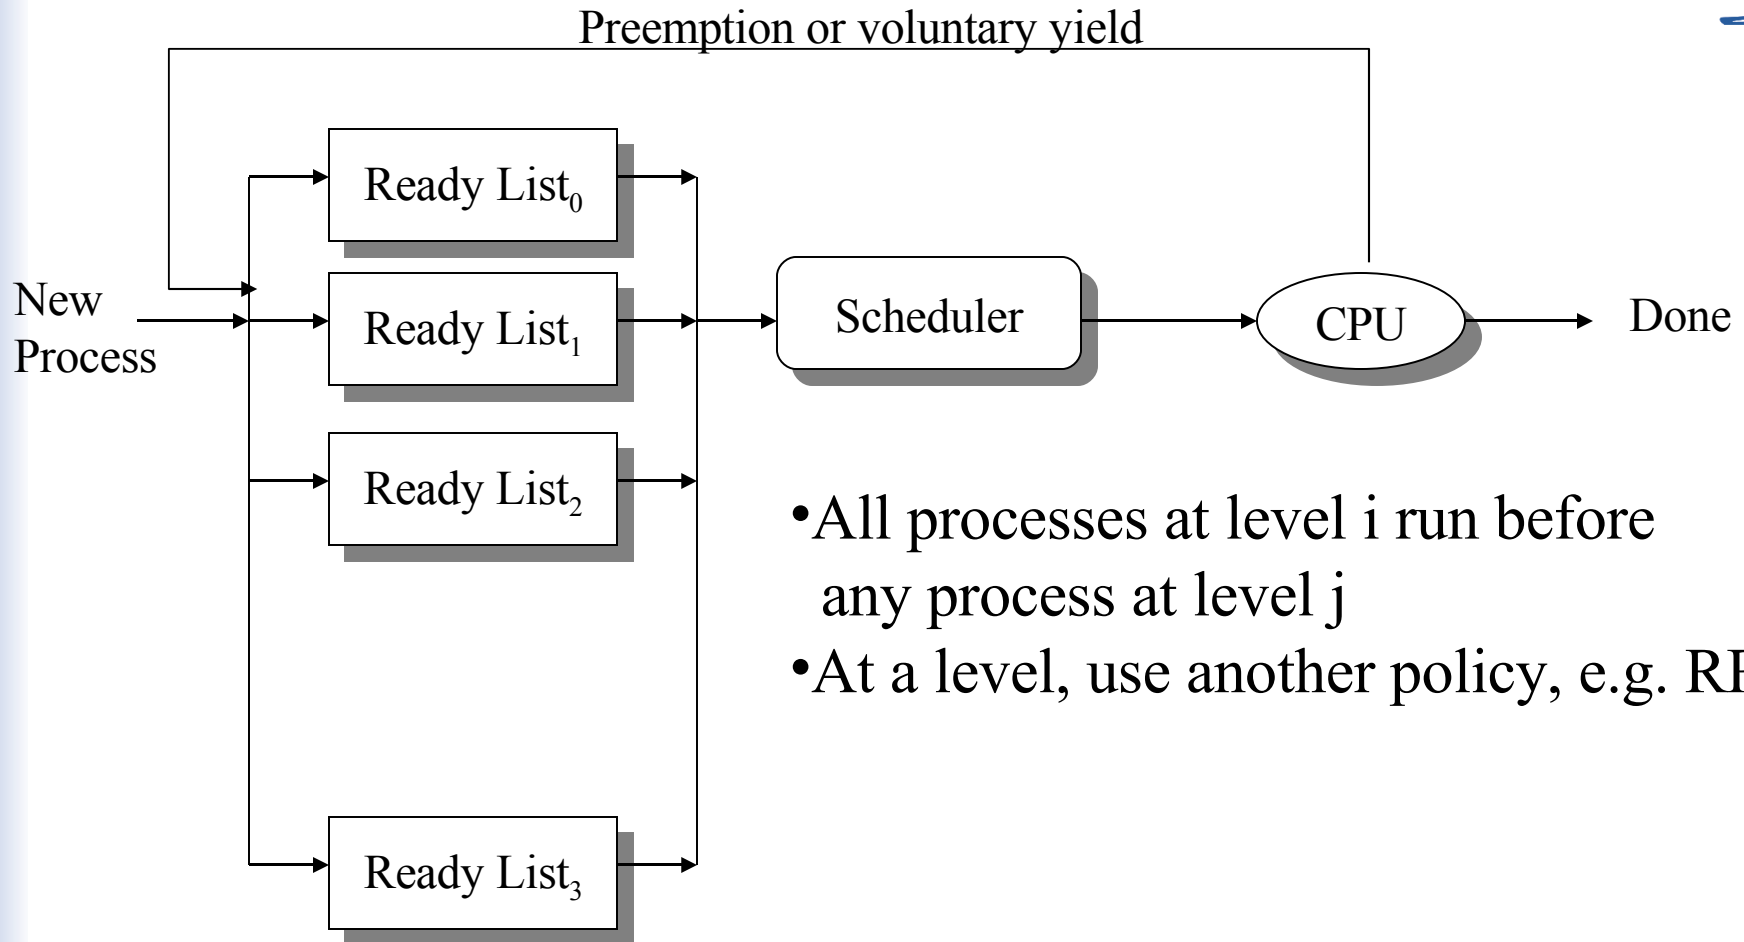 Preemption or voluntary yield
Ready List0
New
Process
Ready List1
Scheduler
CPU
Done
Ready List2
•All processes at level i run before
any process at level j
•At a level, use another policy, e.g.
Ready List3